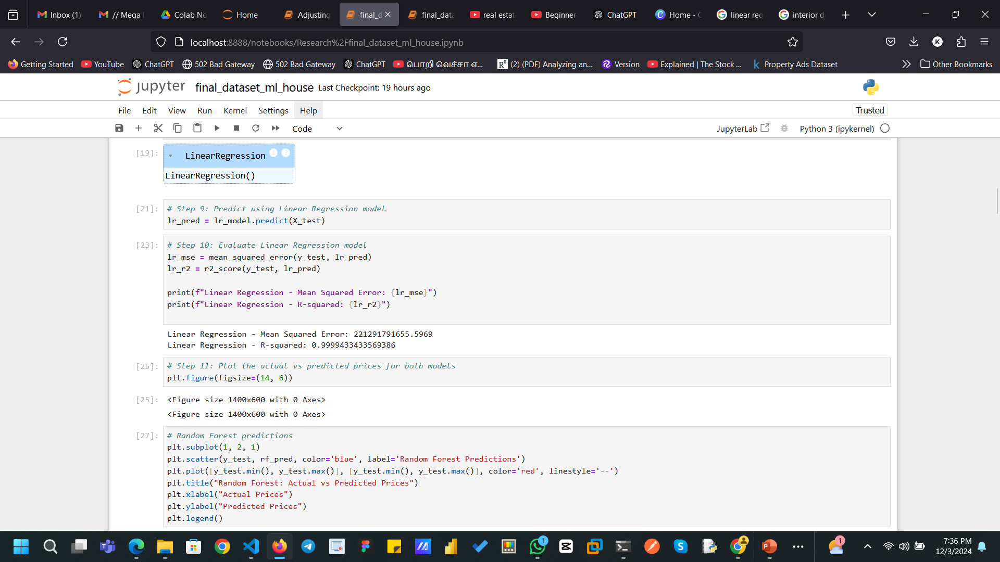 Inbox (1)
// Mega
Colab No
Home
Adjusting
final_d
final_data
real estat
Beginner
ChatGPT
Home - C
linear reg
interior d
localhost:8888/notebooks/Research%2Ffinal_dataset_ml_house.ipynb
K
Getting Started
YouTube
ChatGPT
502 Bad Gateway
502 Bad Gateway
ChatGPT
பொறி வெச்சா எ...
(2) (PDF) Analyzing an...
Version
Explained | The Stock ...
Property Ads Dataset
Other Bookmarks
jupyter
final_dataset_ml_house Last Checkpoint: 19 hours ago
File Edit View Run Kernel Settings Help
Trusted
Code
JupyterLab
Python 3 (ipykernel)
[19]:
LinearRegression
LinearRegression()
[21]:
# Step 9: Predict using Linear Regression model
lr_pred = lr_model.predict(X_test)
[23]:
# Step 10: Evaluate Linear Regression model
lr_mse = mean_squared_error(y_test, lr_pred)
lr_r2 = r2_score(y_test, lr_pred)
print(f"Linear Regression - Mean Squared Error: {lr_mse}")
print(f"Linear Regression - R-squared: {lr_r2}")
Linear Regression - Mean Squared Error: 221291791655.5969
Linear Regression - R-squared: 0.9999433433569386
[25]:
# Step 11: Plot the actual vs predicted prices for both models
plt.figure(figsize=(14, 6))
[25]:
<Figure size 1400x600 with 0 Axes>
<Figure size 1400x600 with 0 Axes>
[27]:
# Random Forest predictions
plt.subplot(1, 2, 1)
plt.scatter(y_test, rf_pred, color='blue', label='Random Forest Predictions')
plt.plot([y_test.min(), y_test.max()], [y_test.min(), y_test.max()], color='red', linestyle='--')
plt.title("Random Forest: Actual vs Predicted Prices")
plt.xlabel("Actual Prices")
plt.ylabel("Predicted Prices")
plt.legend()
1
1
7:36 PM
12/3/2024